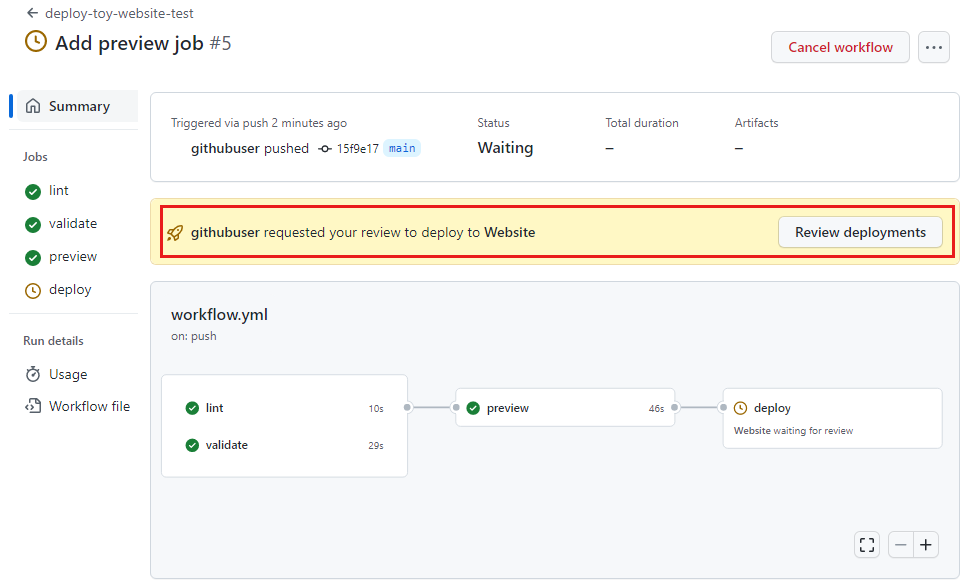 deploy-toy-website-test
Add preview job #5
Cancel workflow
Summary
Jobs
lint
validate
preview
deploy
Run details
Usage
Workflow file
Triggered via push 2 minutes ago
githubuser pushed 15f9e17 main
Status
Waiting
Total duration
–
Artifacts
–
githubuser requested your review to deploy to Website
Review deployments
workflow.yml
on: push
lint 10s
validate 29s
preview 46s
deploy
Website waiting for review